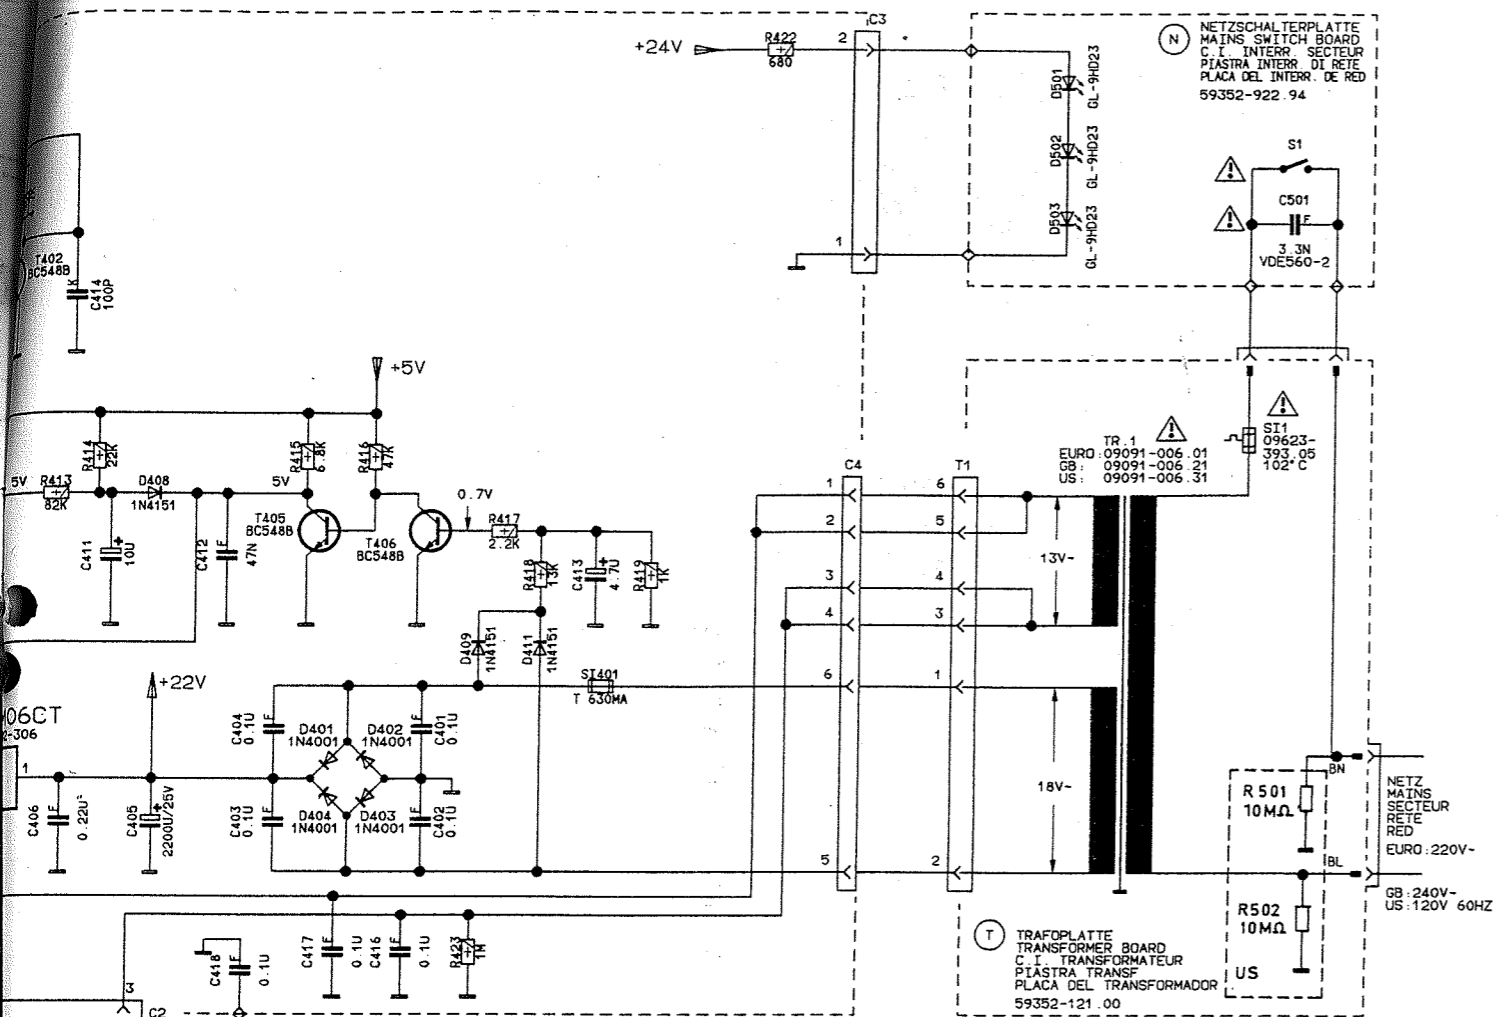 +24V
R422
680
2
C3
1
D501
GL-9HD23
D502
GL-9HD23
D503
GL-9HD23
N
NETZSCHALTERPLATTE
MAINS SWITCH BOARD
C.I. INTERR. SECTEUR
PIASTRA INTERR. DI RETE
PLACA DEL INTERR. DE RED
59352-922.94
S1
C501
F
3.3N
VDE560-2
T402
BC548B
K
C414
100P
+5V
R414
22K
R415
6.8K
R416
47K
5V
R413
82K
D408
1N4151
5V
T405
BC548B
T406
BC548B
0.7V
R417
2.2K
C411
10U
C412
F
47N
R418
13K
C413
4.7U
R419
1K
D409
1N4151
D411
1N4151
SI401
T 630MA
+22V
06CT
-306
1
C404
F
0.1U
D401
1N4001
D402
1N4001
C401
F
0.1U
C406
F
0.22U
C405
2200U/25V
C403
F
0.1U
D404
1N4001
D403
1N4001
C402
F
0.1U
C417
F
0.1U
C416
F
0.1U
R423
1M
C418
F
0.1U
3
C2
C4
1
2
3
4
6
5
T1
6
5
4
3
1
2
TR.1
EURO:09091-006.01
GB: 09091-006.21
US: 09091-006.31
13V~
18V~
SI1
09623-
393.05
102°C
BN
R501
10MΩ
BL
R502
10MΩ
US
NETZ
MAINS
SECTEUR
RETE
RED
EURO:220V~
GB:240V~
US:120V 60HZ
T
TRAFOPLATTE
TRANSFORMER BOARD
C.I. TRANSFORMATEUR
PIASTRA TRANSF
PLACA DEL TRANSFORMADOR
59352-121.00